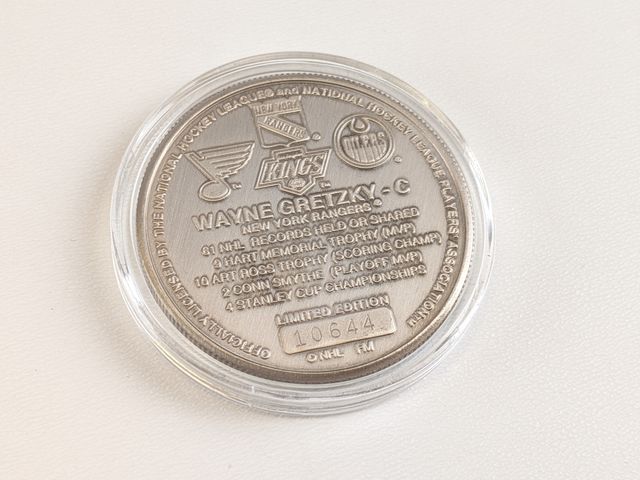 OFFICIALLY LICENSED BY THE NATIONAL HOCKEY LEAGUE® and NATIONAL HOCKEY LEAGUE PLAYERS' ASSOCIATION™
NEW YORK
RANGERS
®
™
KINGS
™
OILERS
®
WAYNE GRETZKY - C
NEW YORK RANGERS®
61 NHL RECORDS HELD OR SHARED
9 HART MEMORIAL TROPHY (MVP)
10 ART ROSS TROPHY (SCORING CHAMP)
2 CONN SMYTHE (PLAYOFF MVP)
4 STANLEY CUP CHAMPIONSHIPS
LIMITED EDITION
10644
© NHL FM